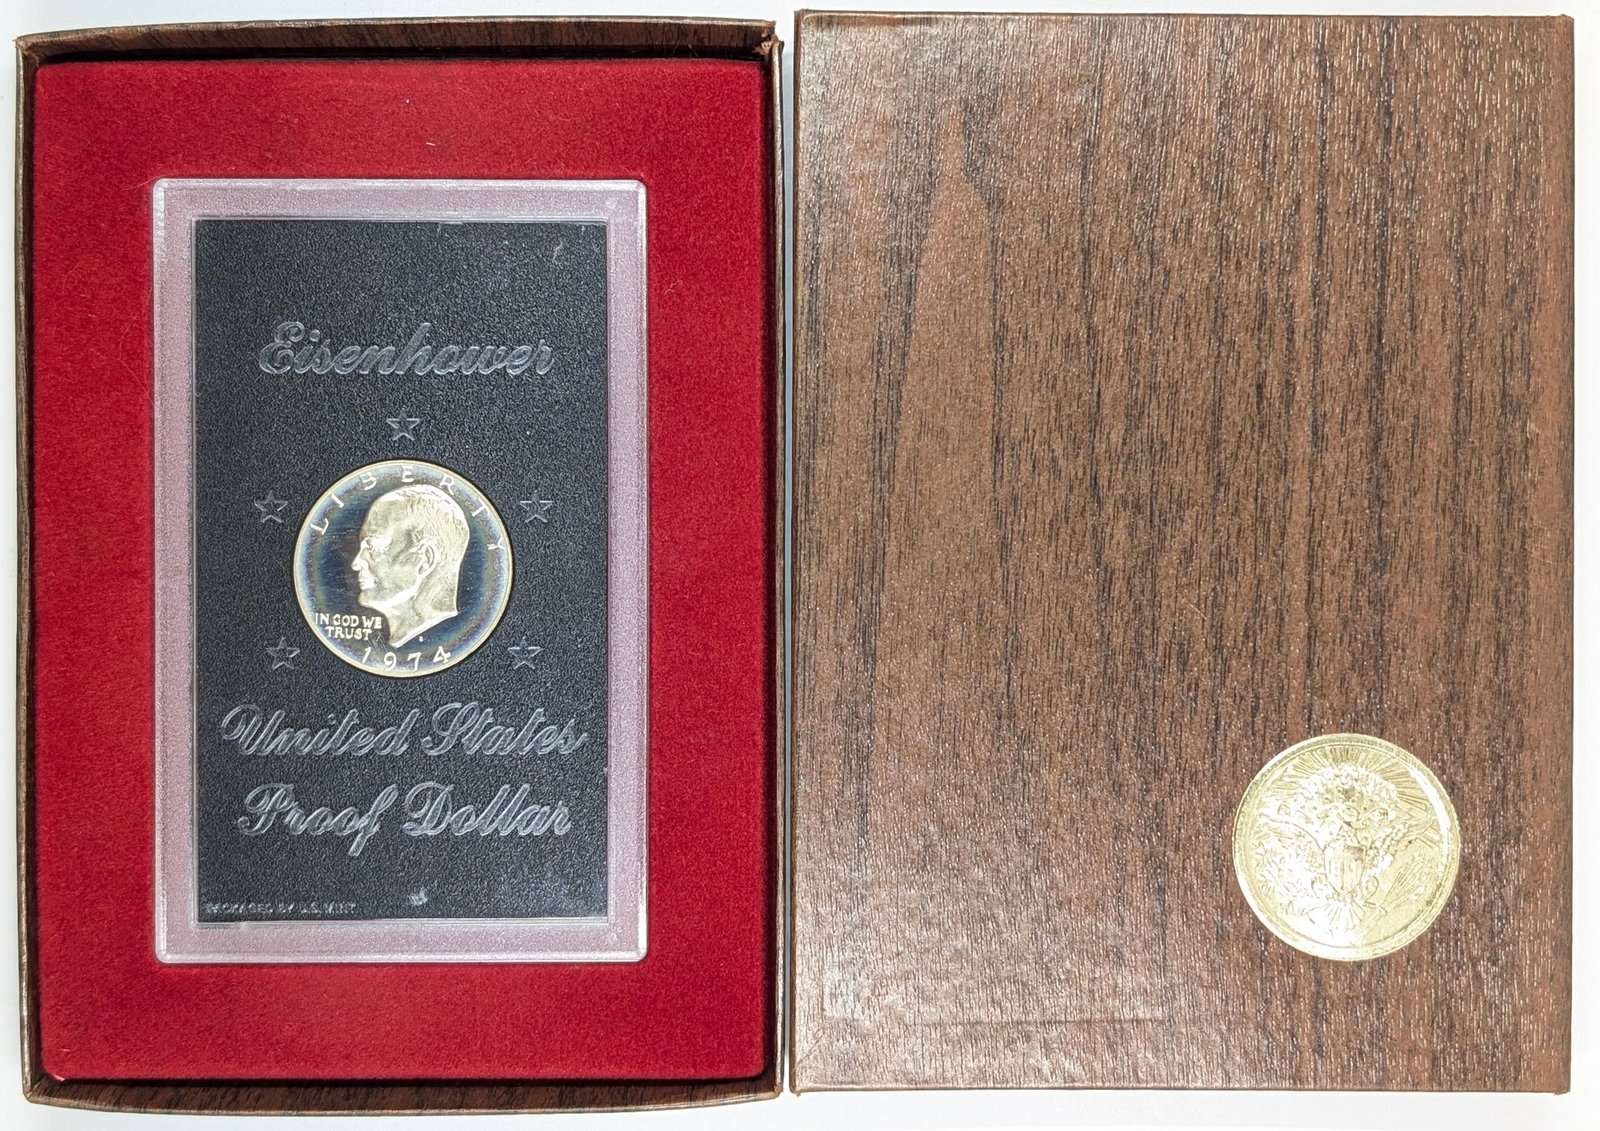 Eisenhower
LIBERTY
IN GOD WE
TRUST
1974
United States
Proof Dollar
PACKAGED BY U.S. MINT